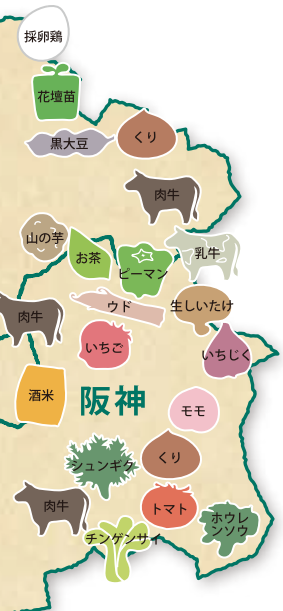 採卵鶏
花壇苗
黒大豆
くり
肉牛
山の芋
お茶
ピーマン
乳牛
ウド
生しいたけ
肉牛
いちご
いちじく
酒米
阪神
モモ
シュンギク
くり
肉牛
トマト
ホウレ
ンソウ
チンゲンサイ